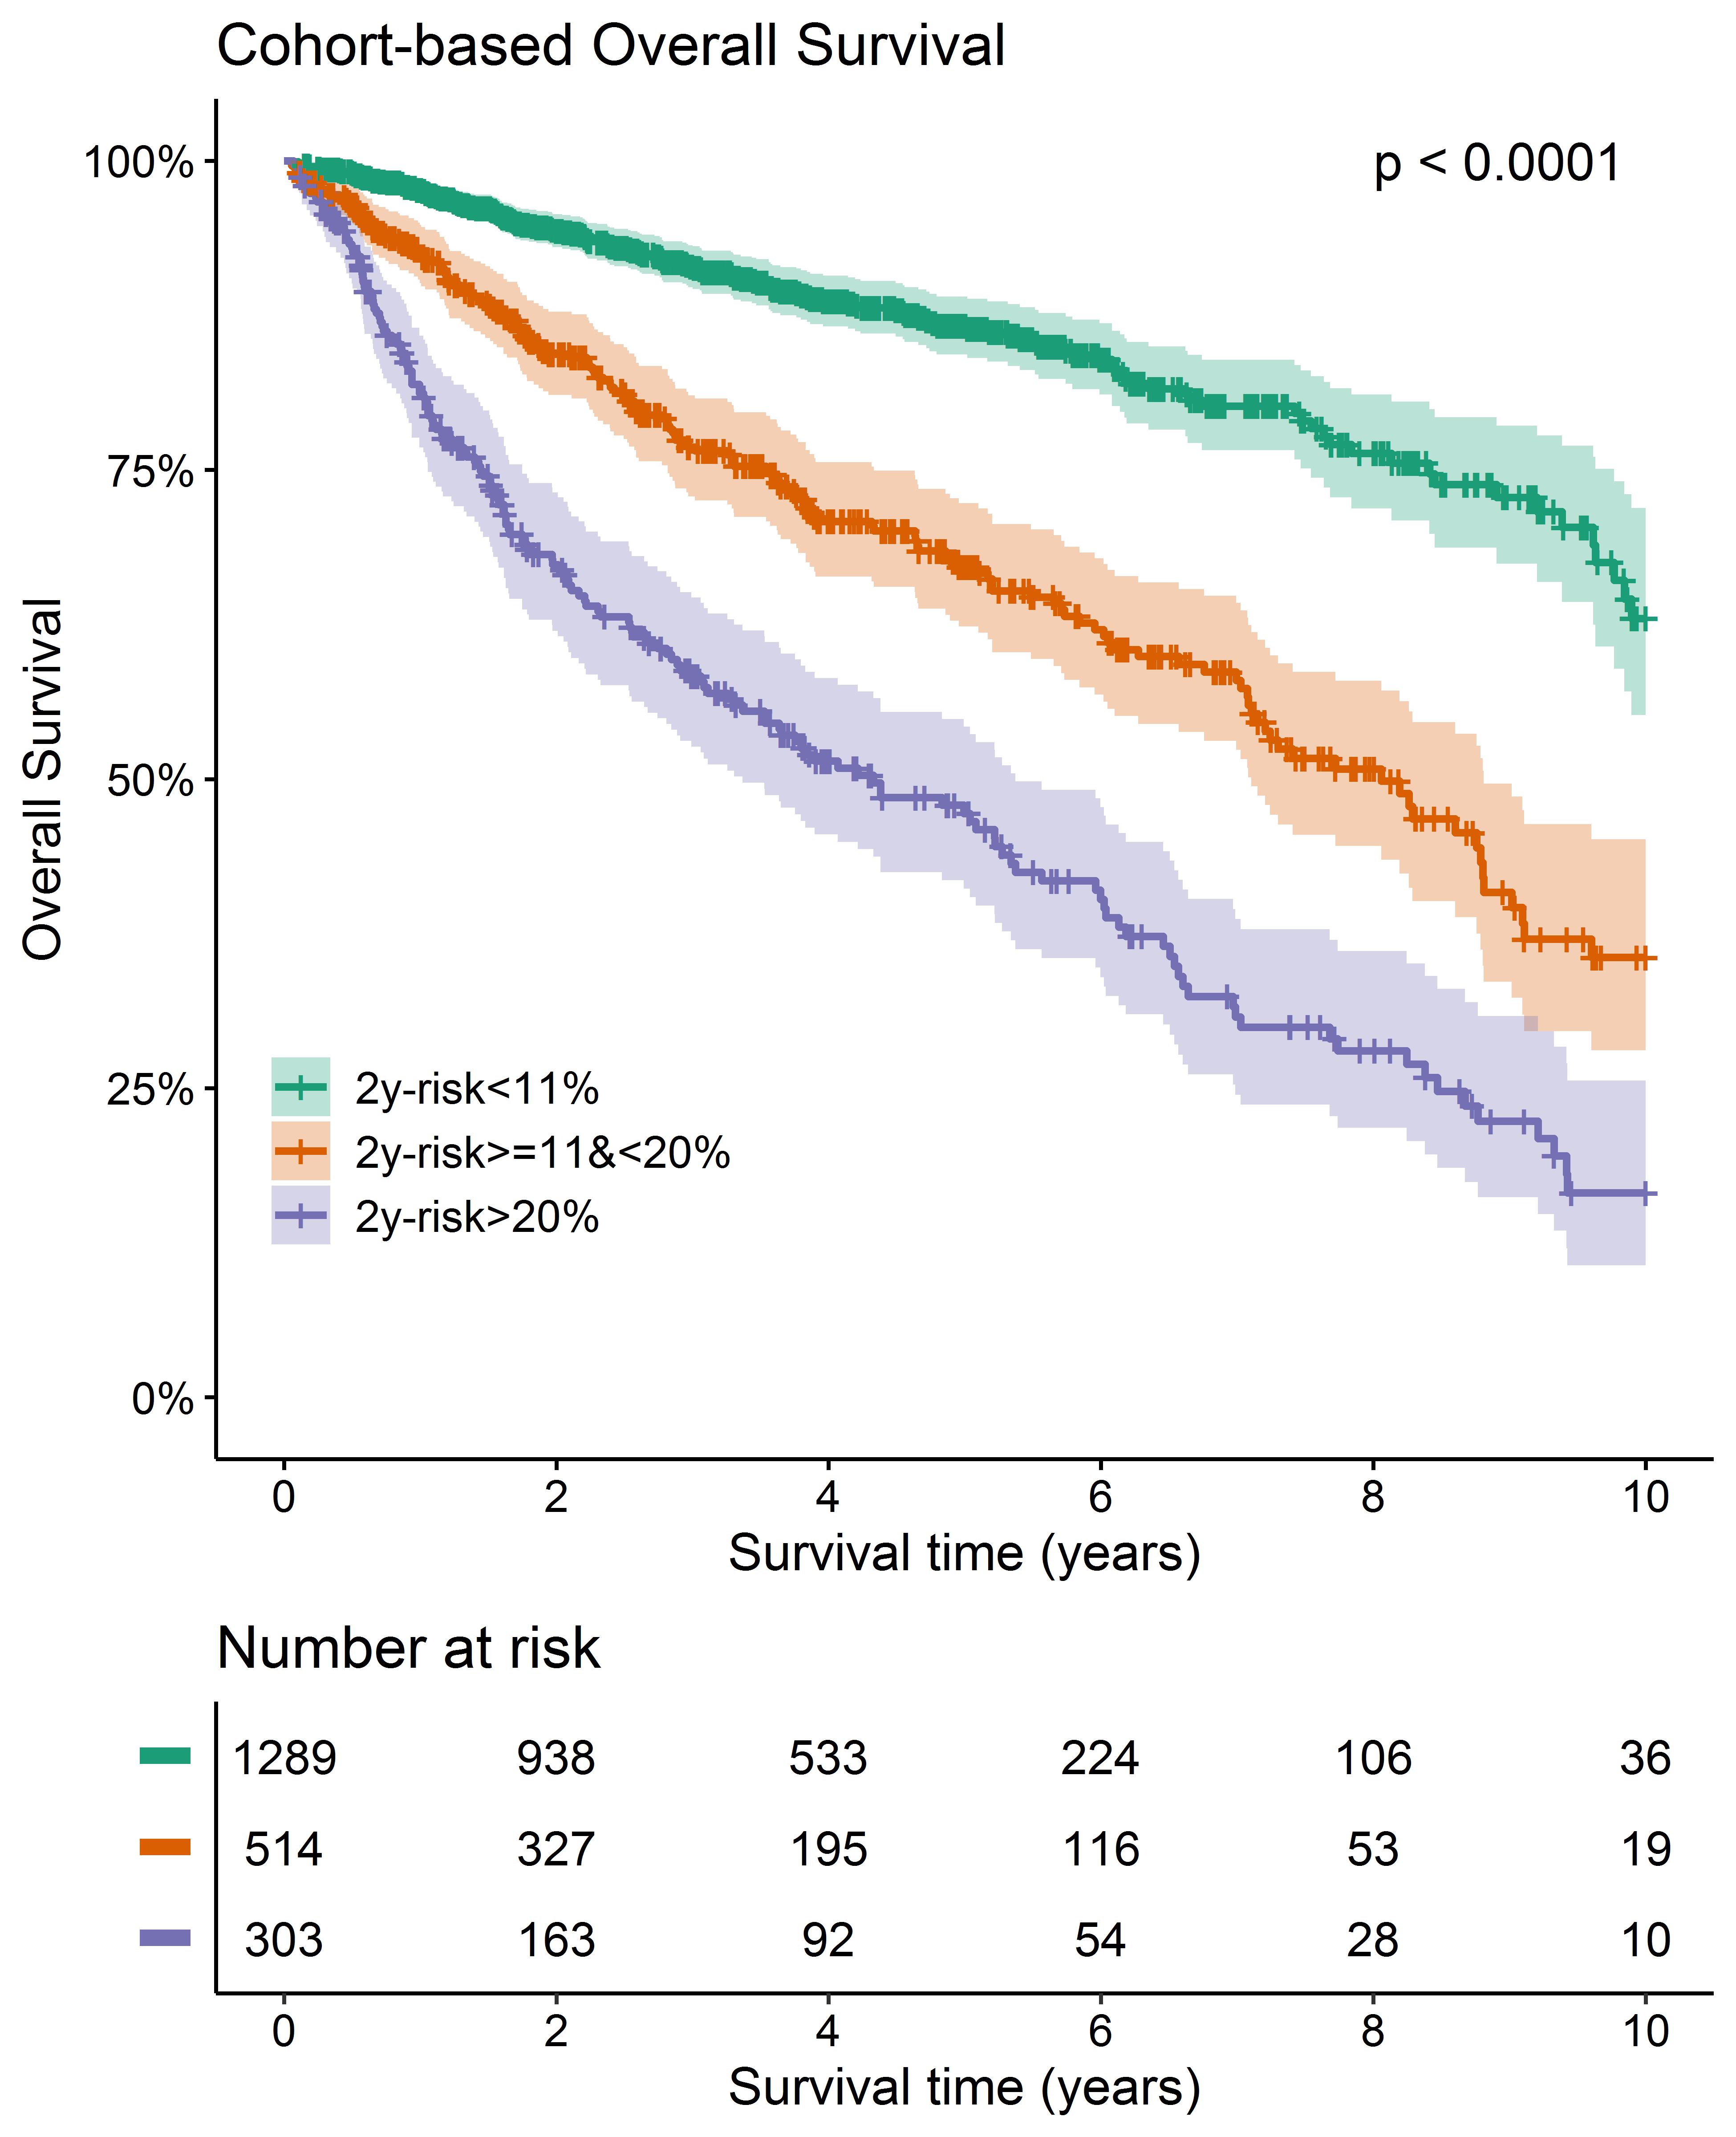 Cohort-based Overall Survival
p < 0.0001
100%
75%
50%
25%
0%
Overall Survival
2y-risk<11%
2y-risk>=11&<20%
2y-risk>20%
0 2 4 6 8 10
Survival time (years)
Number at risk
1289 938 533 224 106 36
514 327 195 116 53 19
303 163 92 54 28 10
0 2 4 6 8 10
Survival time (years)